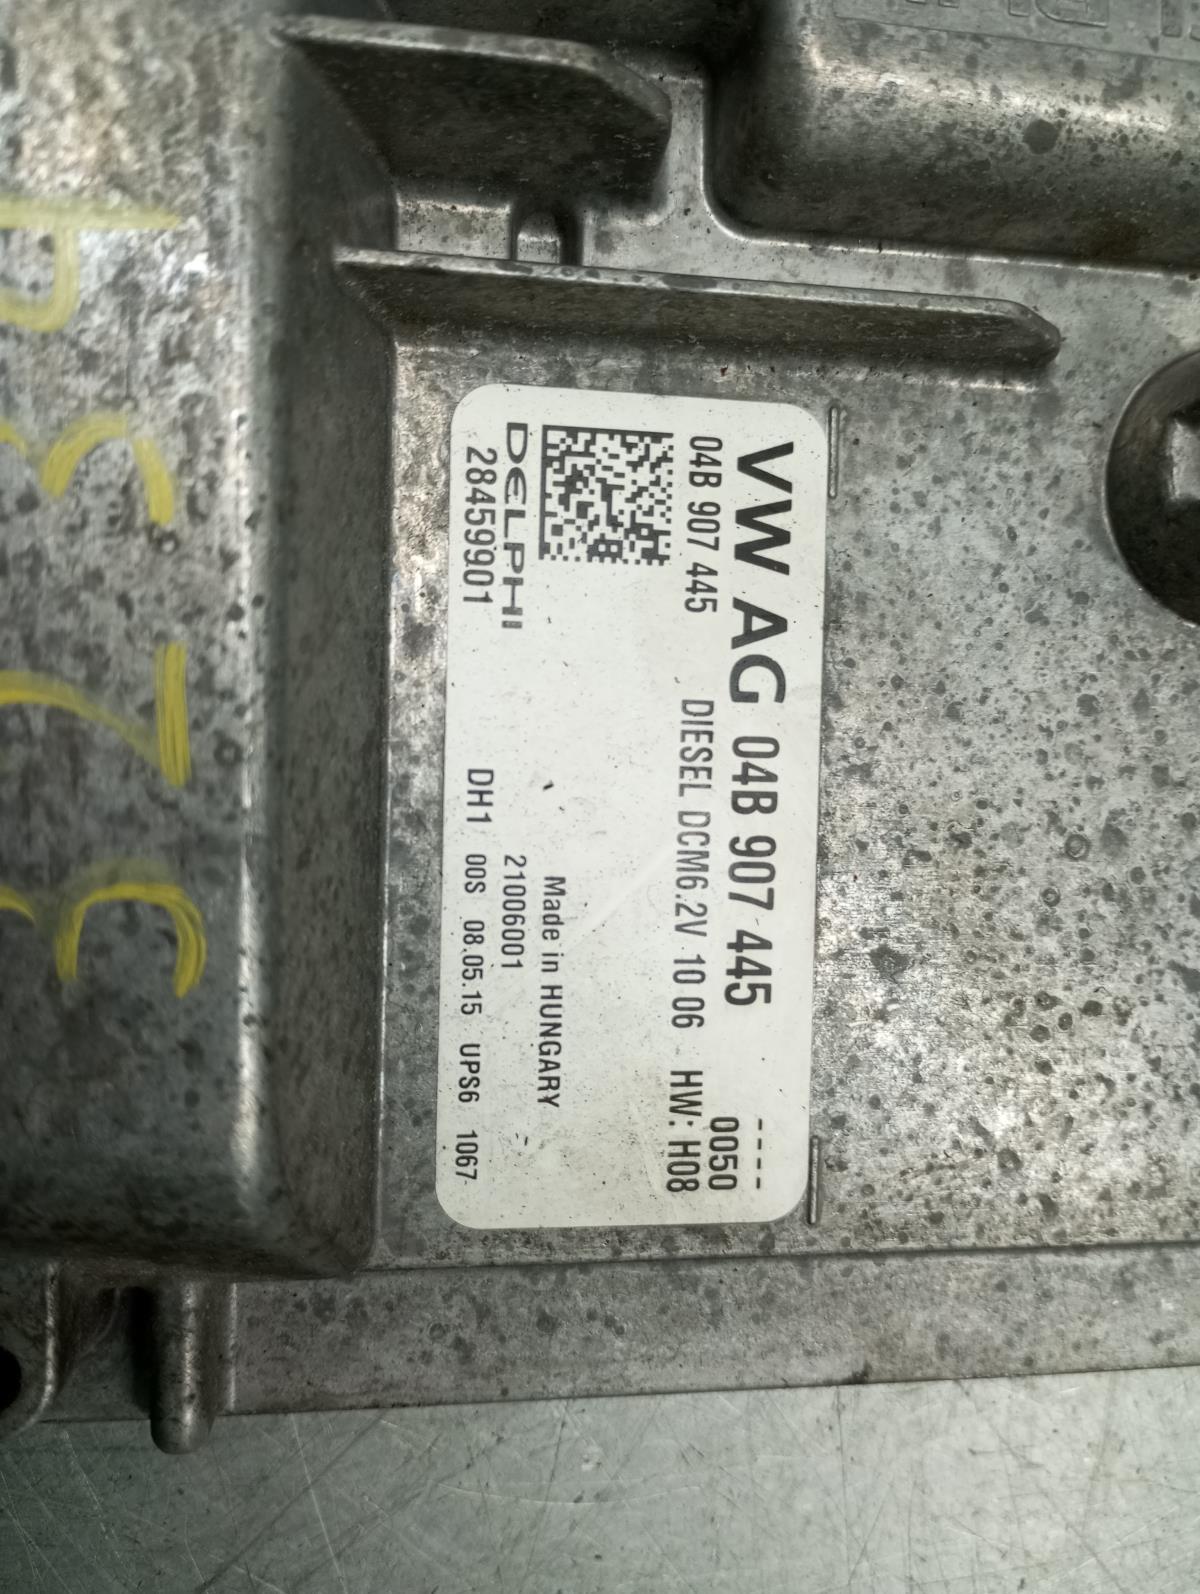 VW AG 04B 907 445 ----
0050
04B 907 445 DIESEL DCM6.2V 10 06 HW: H08
Made in HUNGARY
21006001
DELPHI
28459901 DH1 00S 08.05.15 UPS6 1067